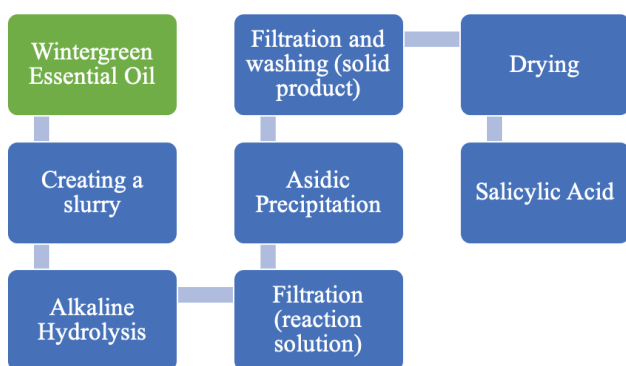 Wintergreen
Essential Oil
Creating a
slurry
Alkaline
Hydrolysis
Filtration
(reaction
solution)
Asidic
Precipitation
Filtration and
washing (solid
product)
Drying
Salicylic Acid